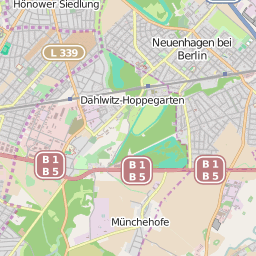 Hönower Siedlung
Neuenhagen bei
Berlin
L 339
Dahlwitz-Hoppegarten
B 1
B 5
B 1
B 5
B 1
B 5
Münchehofe